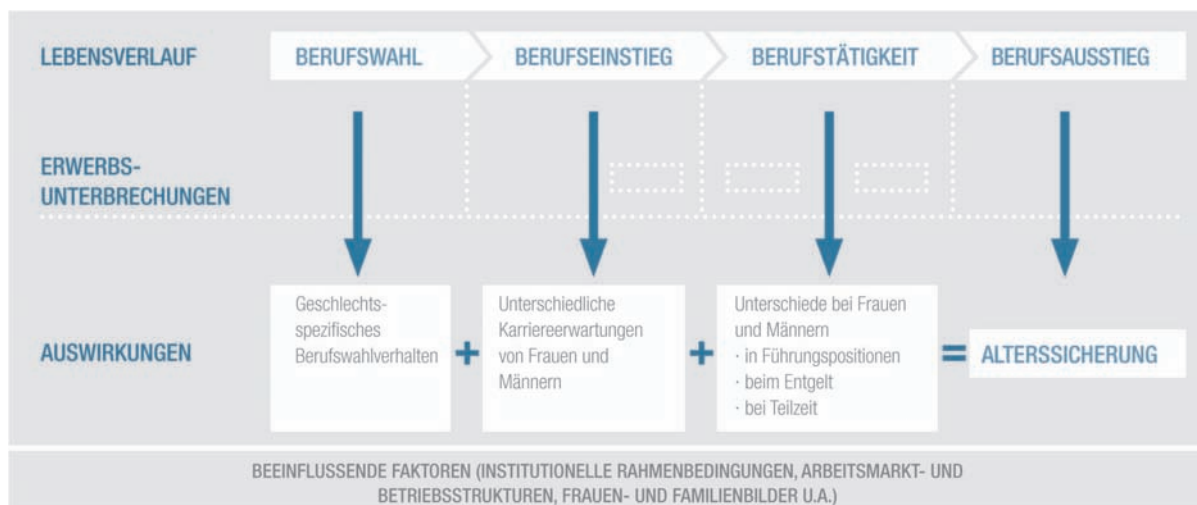 LEBENSVERLAUF
BERUFSWAHL
BERUFSEINSTIEG
BERUFSTÄTIGKEIT
BERUFSAUSSTIEG
ERWERBS-
UNTERBRECHUNGEN
AUSWIRKUNGEN
Geschlechts-
spezifisches
Berufswahlverhalten
+
Unterschiedliche
Karriereerwartungen
von Frauen und
Männern
+
Unterschiede bei Frauen
und Männern
· in Führungspositionen
· beim Entgelt
· bei Teilzeit
=
ALTERSSICHERUNG
BEEINFLUSSENDE FAKTOREN (INSTITUTIONELLE RAHMENBEDINGUNGEN, ARBEITSMARKT- UND
BETRIEBSSTRUKTUREN, FRAUEN- UND FAMILIENBILDER U.A.)